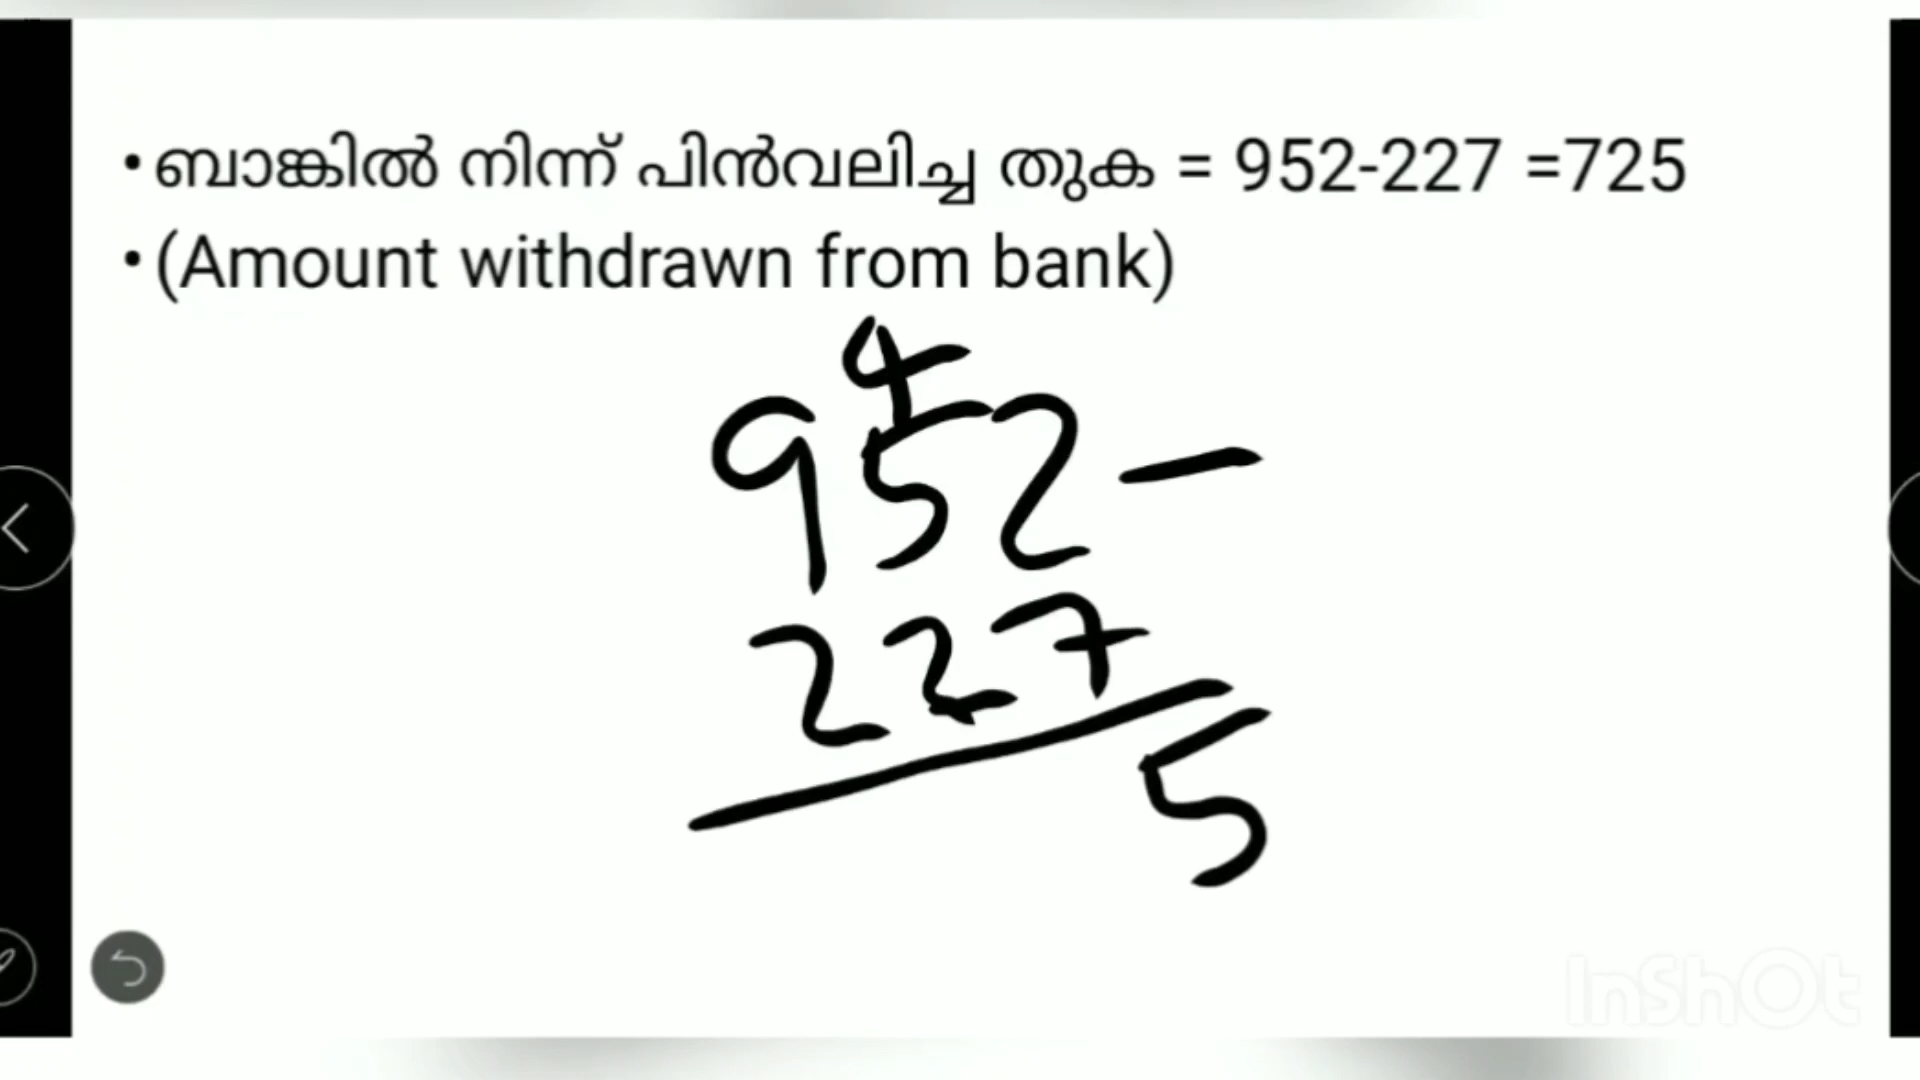 •ബാങ്കിൽ നിന്ന് പിൻവലിച്ച തുക = 952-227 =725
•(Amount withdrawn from bank)
4
952-
227
5
InShOt